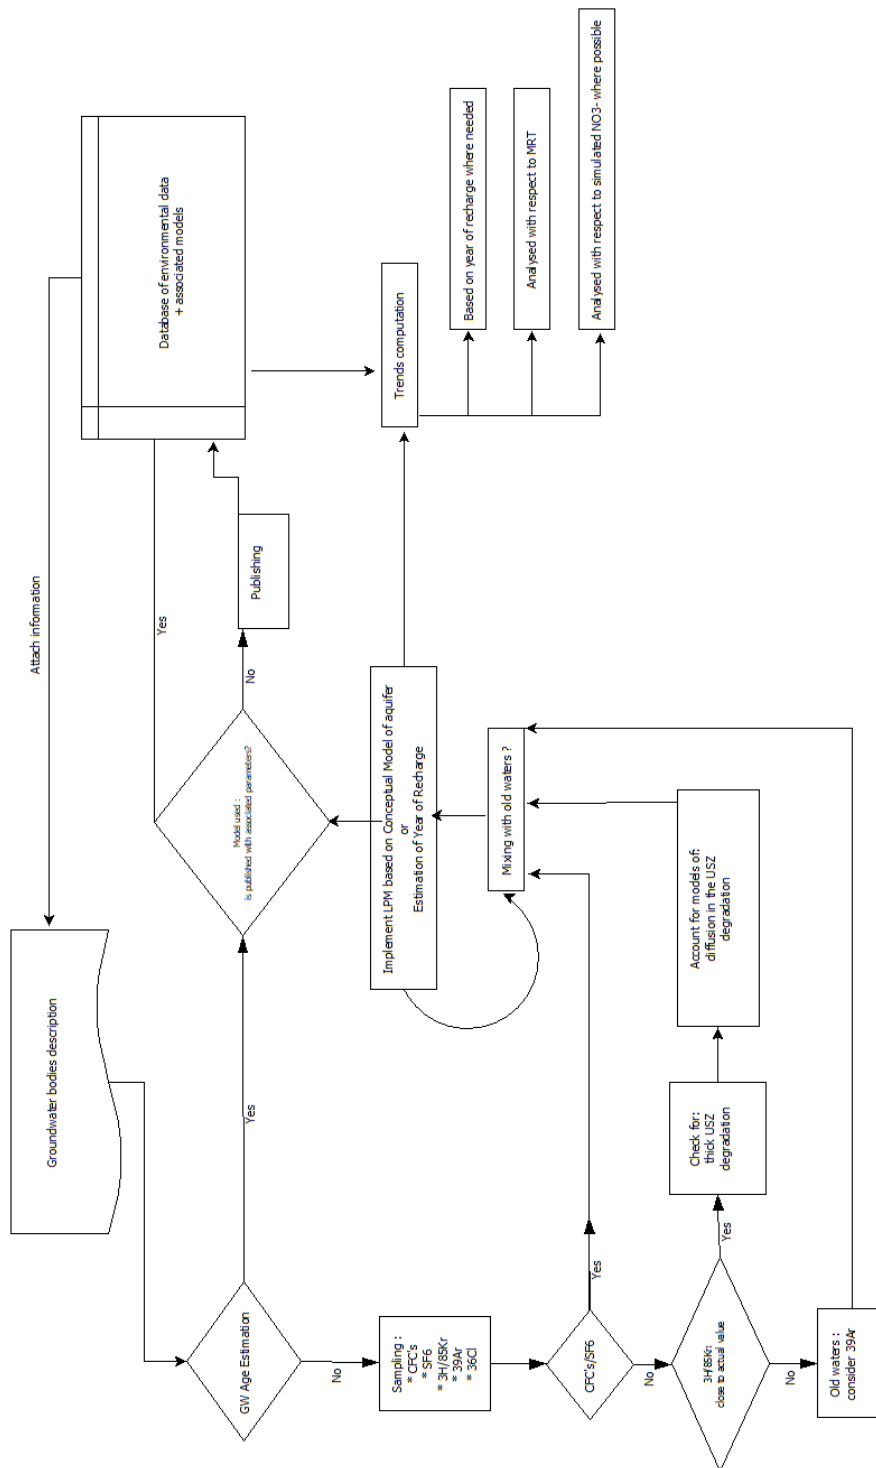 Groundwater bodies description
Attach information
Database of environmental data
+ associated models
GW Age Estimation
Yes
No
Model used :
is published with associated parameters?
Yes
No
Publishing
Sampling :
* CFC's
* SF6
* 3H/85Kr
* 39Ar
* 36Cl
Implement LPM based on Conceptual Model of aquifer
or
Estimation of Year of Recharge
Trends computation
Based on year of recharge where needed
Analysed with respect to MRT
Analysed with respect to simulated NO3- where possible
CFC's/SF6
Yes
No
Mixing with old waters ?
3H/85Kr:
close to actual value
Yes
No
Check for:
thick USZ
degradation
Account for models of:
diffusion in the USZ
degradation
Old waters :
consider 39Ar